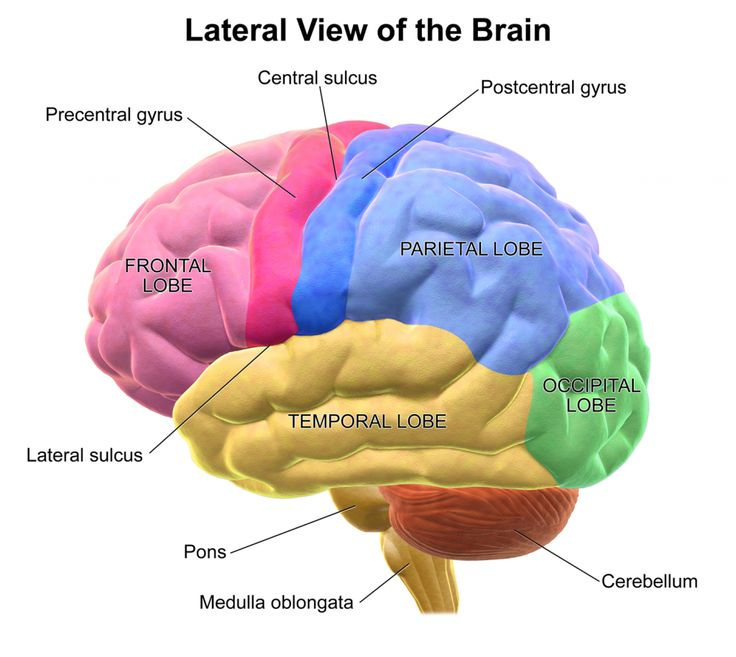 Lateral View of the Brain
Central sulcus
Postcentral gyrus
Precentral gyrus
PARIETAL LOBE
FRONTAL
LOBE
OCCIPITAL
LOBE
TEMPORAL LOBE
Lateral sulcus
Pons
Cerebellum
Medulla oblongata